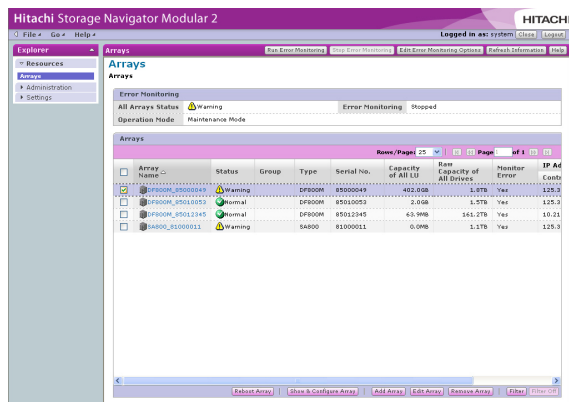 Hitachi Storage Navigator Modular 2
HITACHI
File Go Help
Logged in as: system Close Logout
Explorer
Resources
Arrays
Administration
Settings
Arrays Run Error Monitoring Stop Error Monitoring Edit Error Monitoring Options Refresh Information Help
Arrays
Arrays
Error Monitoring
All Arrays Status Warning Error Monitoring Stopped
Operation Mode Maintenance Mode
Arrays
Rows/Page: 25 Page 1 of 1
Array Name Status Group Type Serial No. Capacity of All LU Raw Capacity of All Drives Monitor Error IP Ad
Contr
DF800M_85000049 Warning DF800M 85000049 402.0GB 1.0TB Yes 125.3
DF800M_85010053 Normal DF800M 85010053 2.0GB 1.5TB Yes 125.3
DF800M_85012345 Normal DF800M 85012345 63.9MB 161.2TB Yes 10.21
SA800_81000011 Warning SA800 81000011 0.0MB 1.1TB Yes 125.3
Reboot Array Show & Configure Array Add Array Edit Array Remove Array Filter Filter Off